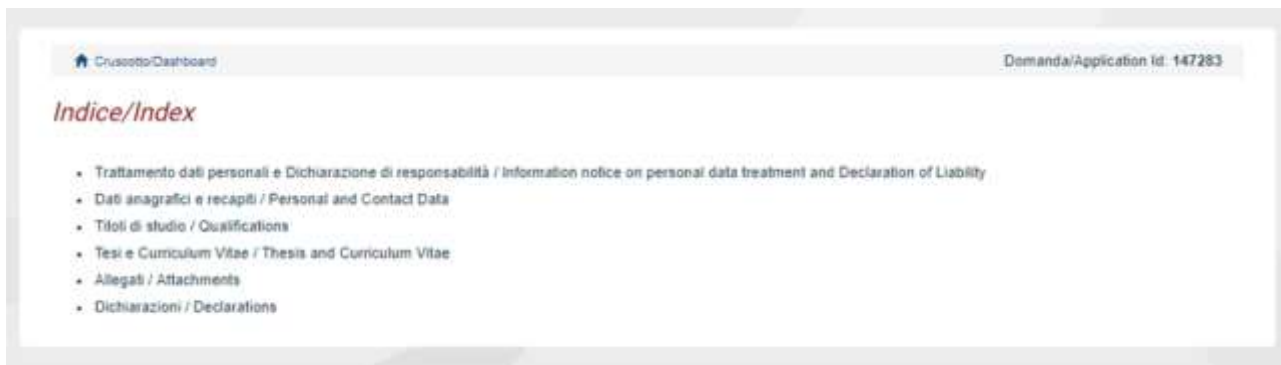 Cruscotto/Dashboard
Domanda/Application Id: 147283
Indice/Index
Trattamento dati personali e Dichiarazione di responsabilità / Information notice on personal data treatment and Declaration of Liability
Dati anagrafici e recapiti / Personal and Contact Data
Titoli di studio / Qualifications
Tesi e Curriculum Vitae / Thesis and Curriculum Vitae
Allegati / Attachments
Dichiarazioni / Declarations